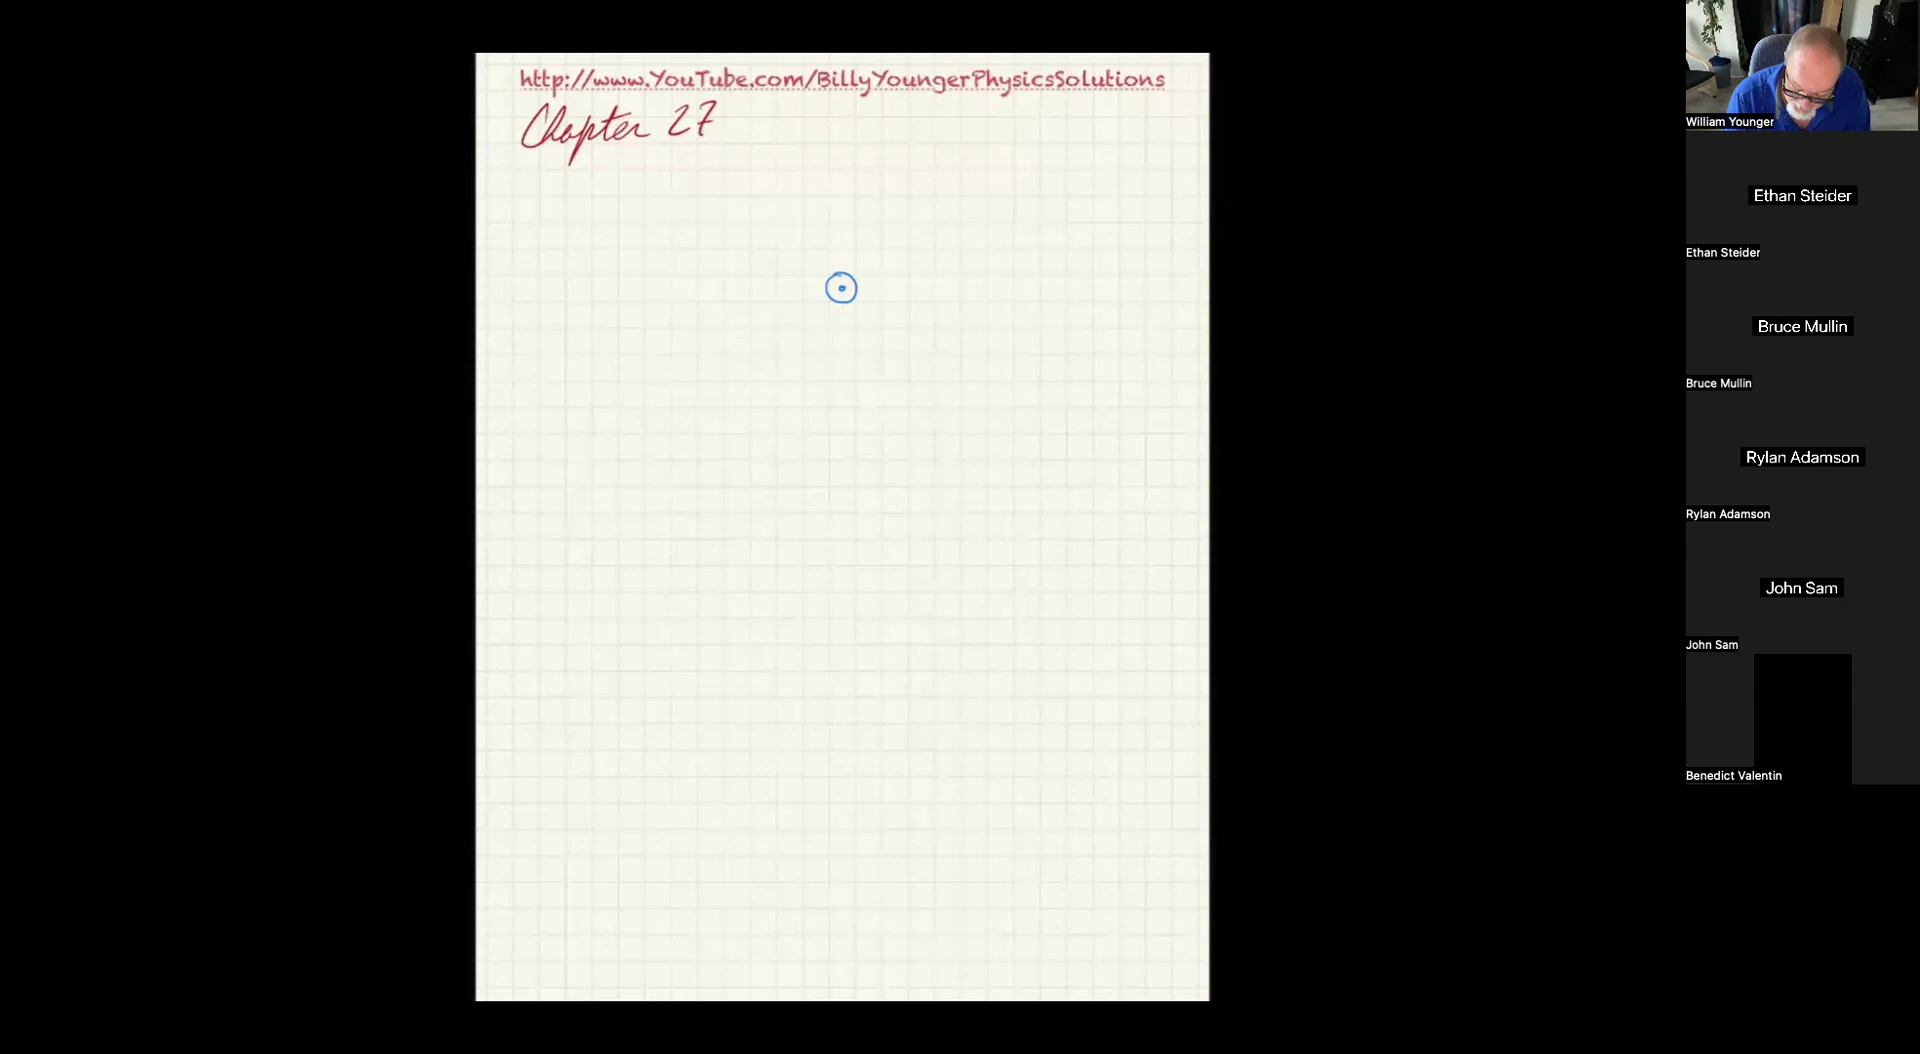 http://www.YouTube.com/BillyYoungerPhysicsSolutions
Chapter 27
William Younger
Ethan Steider
Ethan Steider
Bruce Mullin
Bruce Mullin
Rylan Adamson
Rylan Adamson
John Sam
John Sam
Benedict Valentin